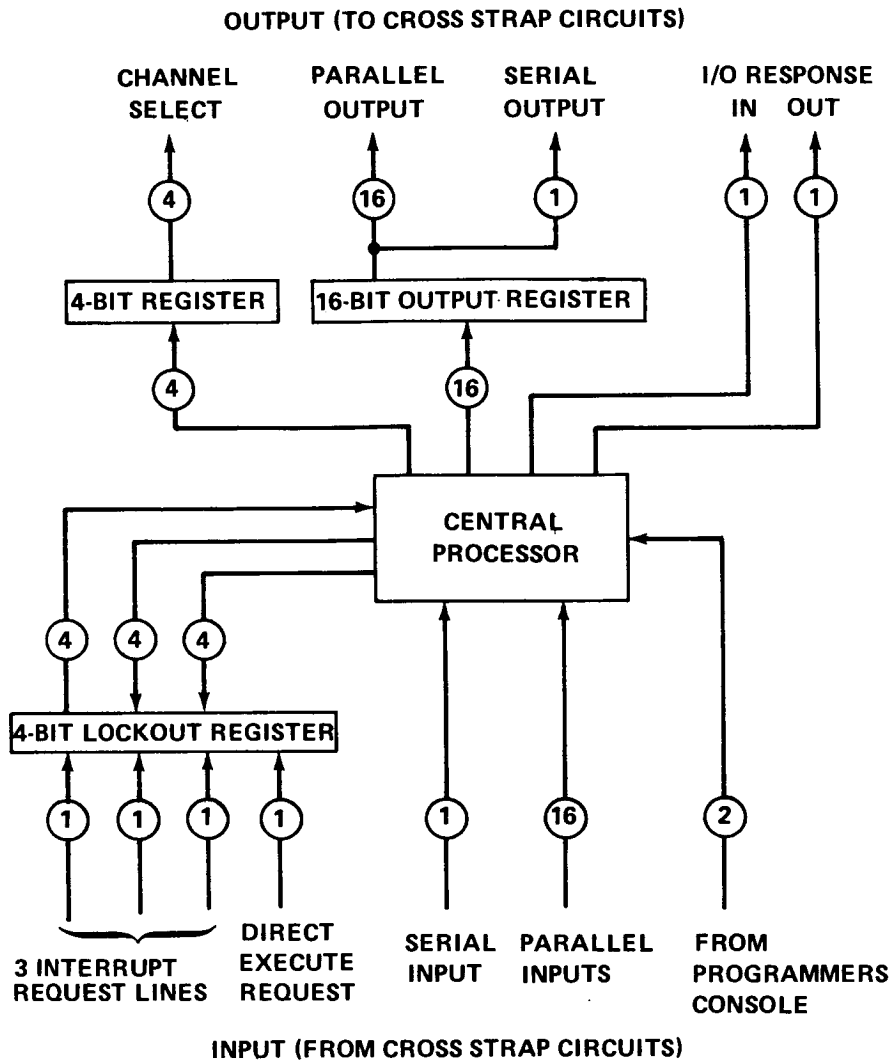 OUTPUT (TO CROSS STRAP CIRCUITS)
CHANNEL
SELECT
PARALLEL
OUTPUT
SERIAL
OUTPUT
I/O RESPONSE
IN OUT
4
16
1
1
1
4-BIT REGISTER
16-BIT OUTPUT REGISTER
4
16
CENTRAL
PROCESSOR
4
4
4
4-BIT LOCKOUT REGISTER
1
1
1
1
1
16
2
3 INTERRUPT
REQUEST LINES
DIRECT
EXECUTE
REQUEST
SERIAL
INPUT
PARALLEL
INPUTS
FROM
PROGRAMMERS
CONSOLE
INPUT (FROM CROSS STRAP CIRCUITS)